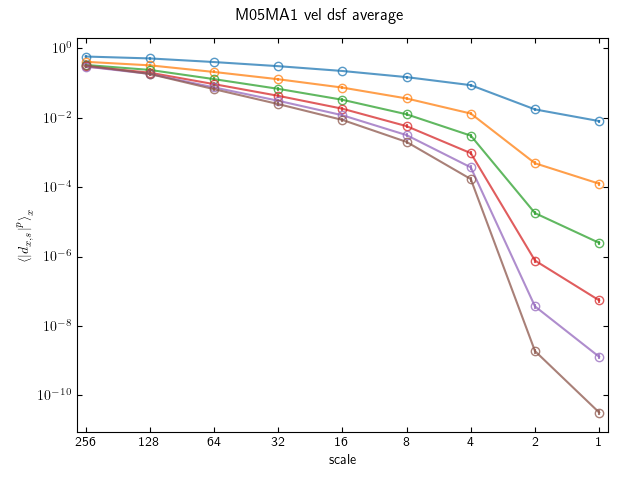 M05MA1 vel dsf average
⟨|d_{x,s}|^p⟩_x
10^0
10^{-2}
10^{-4}
10^{-6}
10^{-8}
10^{-10}
256 128 64 32 16 8 4 2 1
scale